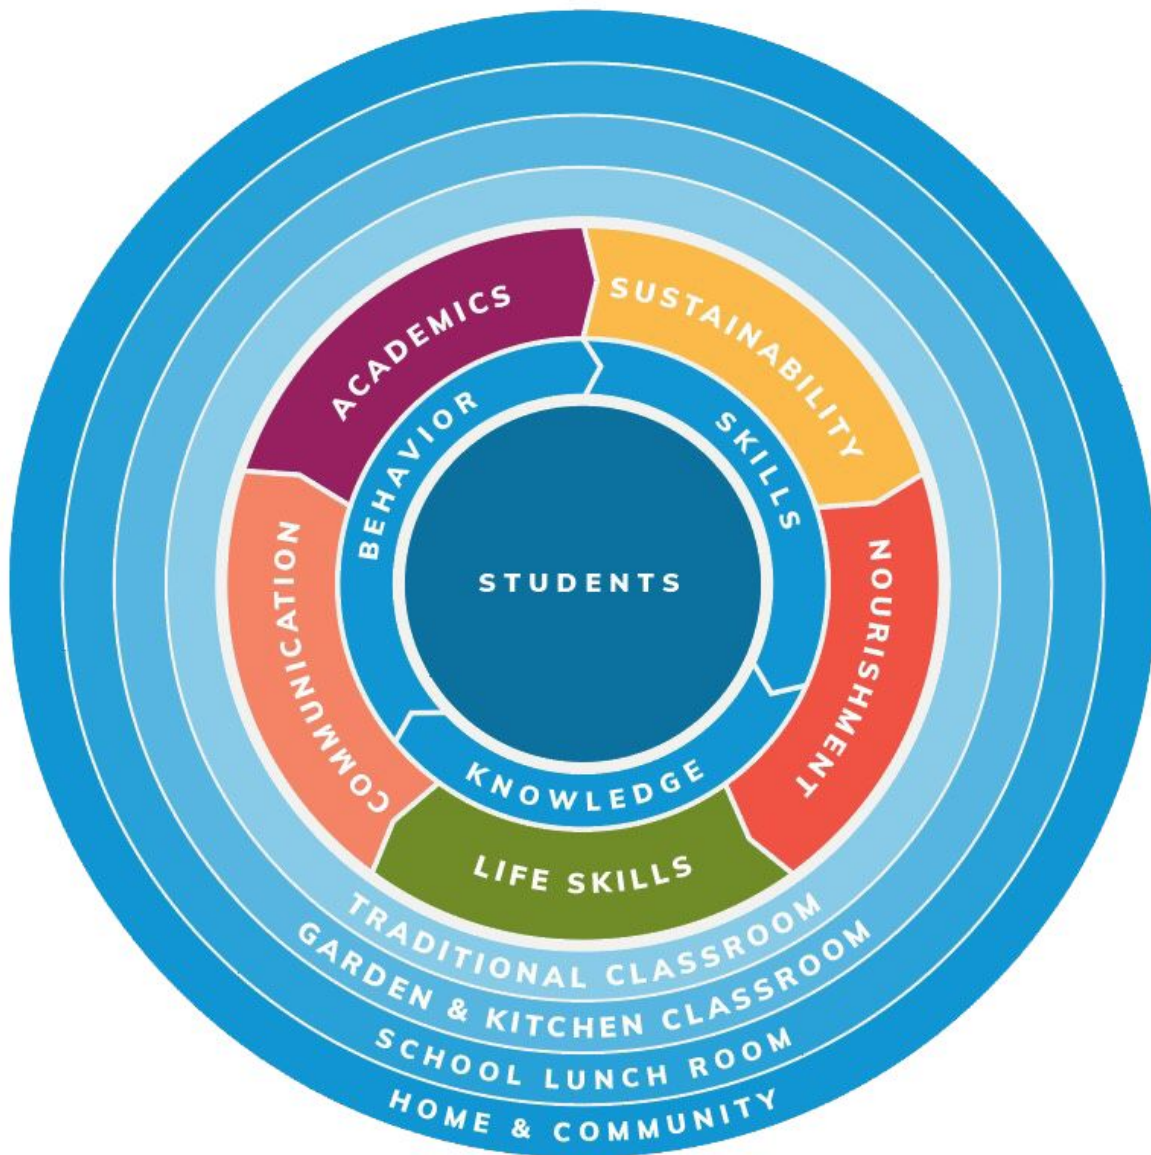 ACADEMICS
SUSTAINABILITY
BEHAVIOR
SKILLS
STUDENTS
COMMUNICATION
NOURISHMENT
KNOWLEDGE
LIFE SKILLS
TRADITIONAL CLASSROOM
GARDEN & KITCHEN CLASSROOM
SCHOOL LUNCH ROOM
HOME & COMMUNITY